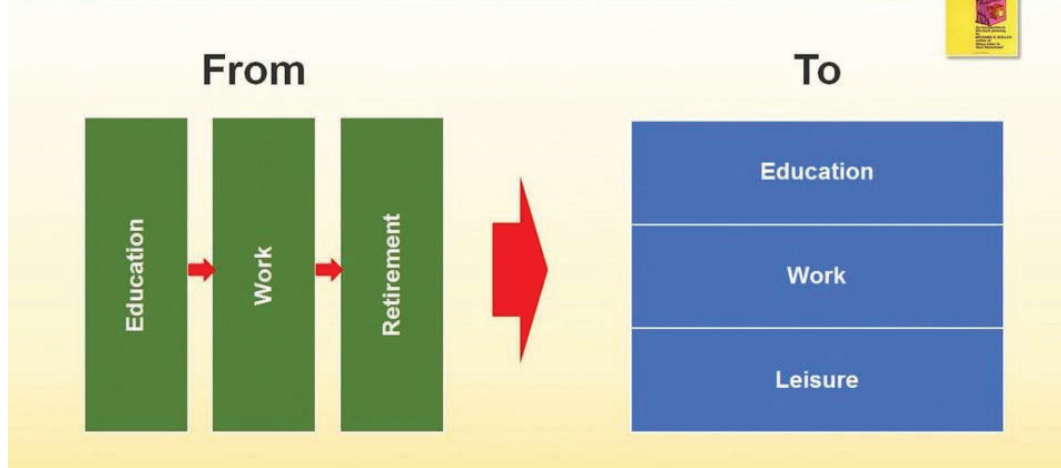 From
To
Education
Work
Retirement
Education
Work
Leisure